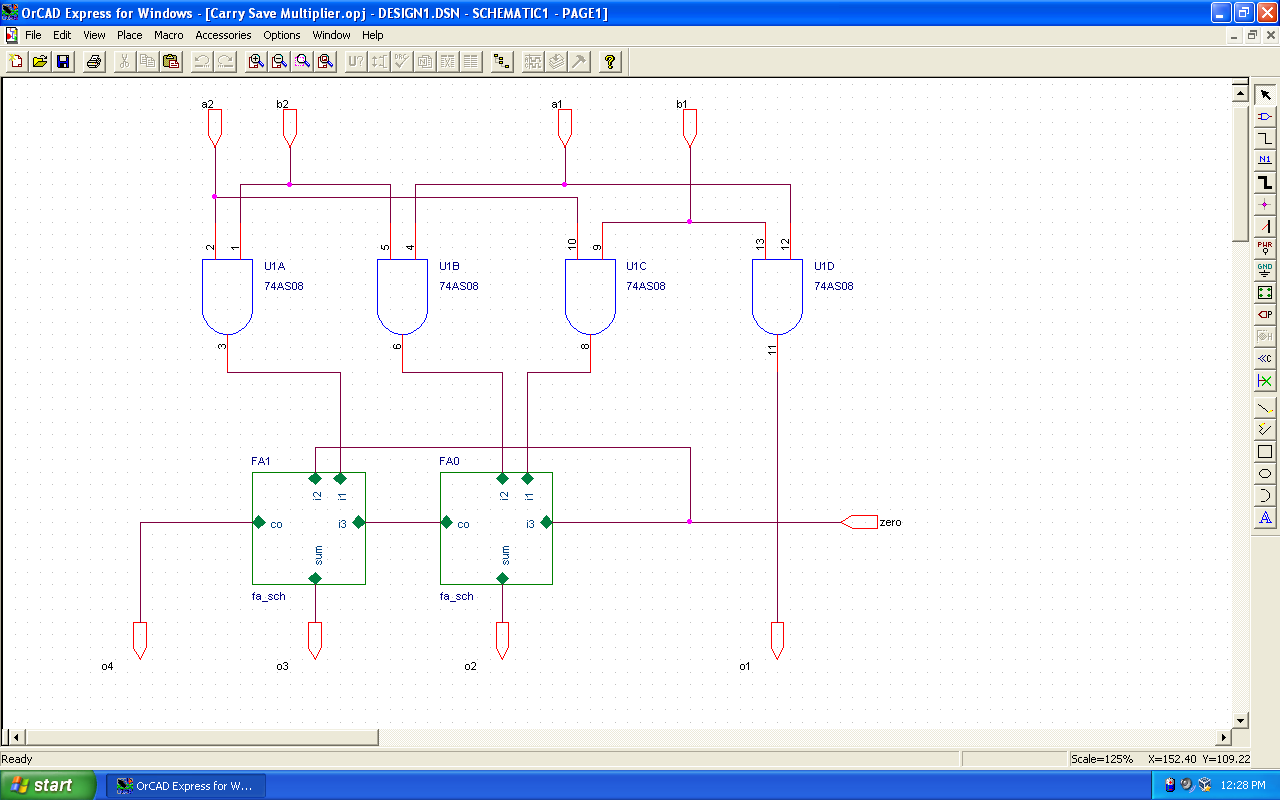 OrCAD Express for Windows - [Carry Save Multiplier.opj - DESIGN1.DSN - SCHEMATIC1 - PAGE1]
File Edit View Place Macro Accessories Options Window Help
U? DRC
a2 b2 a1 b1
N1
PWR
GND
2 1 5 4 10 9 13 12
U1A U1B U1C U1D
74AS08 74AS08 74AS08 74AS08
3 6 8 11
FA1 FA0
i2 i1 i2 i1
co i3 co i3 zero
sum sum
fa_sch fa_sch
o4 o3 o2 o1
Ready Scale=125% X=152.40 Y=109.22
start OrCAD Express for W... 12:28 PM